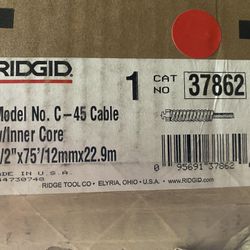 RIDGID
1
CAT NO
37862
Model No. C-45 Cable
w/Inner Core
/2"x75'/12mmx22.9m
MADE IN U.S.A.
44730740
0 95691 37862
RIDGE TOOL CO. • ELYRIA, OHIO • U.S.A. • www.RIDGID.com